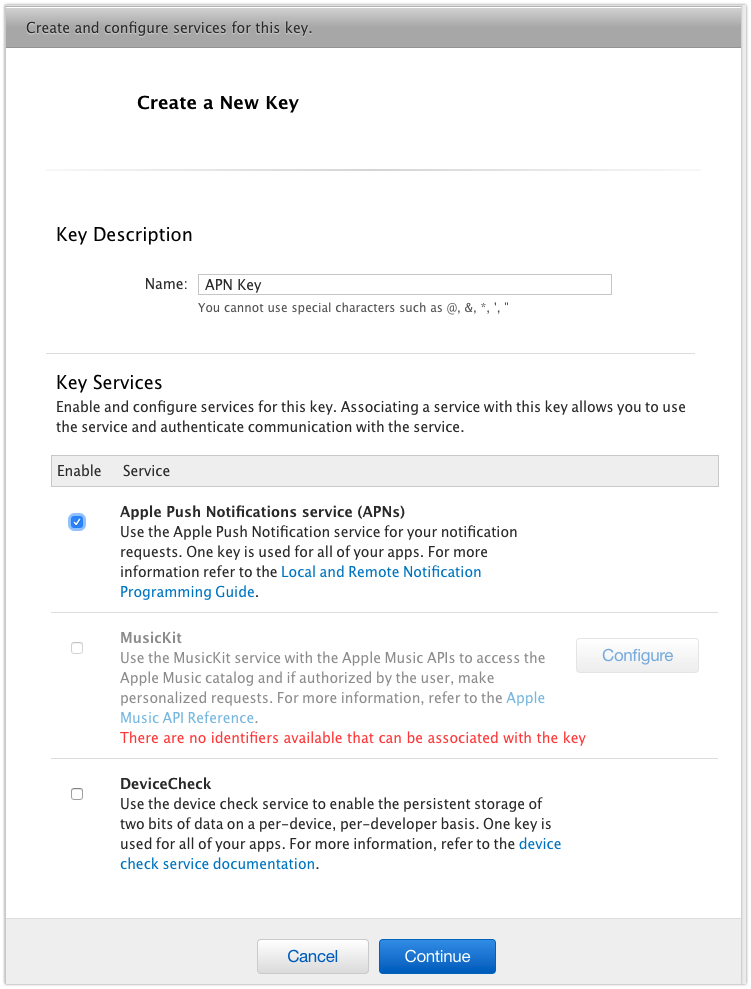 Create and configure services for this key.
Create a New Key
Key Description
Name: APN Key
You cannot use special characters such as @, &, *, ', "
Key Services
Enable and configure services for this key. Associating a service with this key allows you to use
the service and authenticate communication with the service.
Enable Service
Apple Push Notifications service (APNs)
Use the Apple Push Notification service for your notification
requests. One key is used for all of your apps. For more
information refer to the Local and Remote Notification
Programming Guide.
MusicKit
Configure
Use the MusicKit service with the Apple Music APIs to access the
Apple Music catalog and if authorized by the user, make
personalized requests. For more information, refer to the Apple
Music API Reference.
There are no identifiers available that can be associated with the key
DeviceCheck
Use the device check service to enable the persistent storage of
two bits of data on a per-device, per-developer basis. One key is
used for all of your apps. For more information, refer to the device
check service documentation.
Cancel Continue